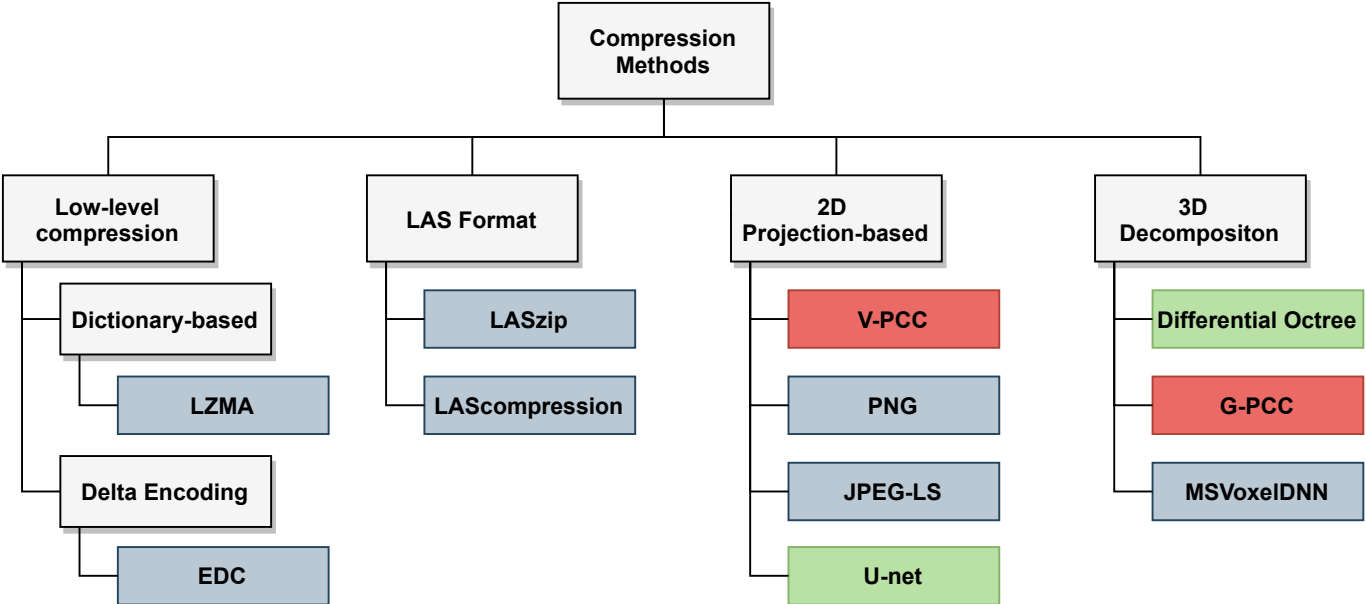 Compression
Methods
Low-level
compression
LAS Format
2D
Projection-based
3D
Decompositon
Dictionary-based
LASzip
V-PCC
Differential Octree
LZMA
LAScompression
PNG
G-PCC
Delta Encoding
JPEG-LS
MSVoxelDNN
EDC
U-net